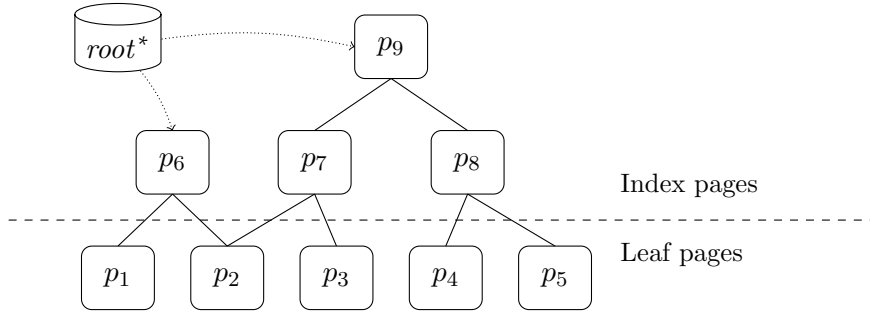 root*
p9
p6
p7
p8
Index pages
Leaf pages
p1
p2
p3
p4
p5